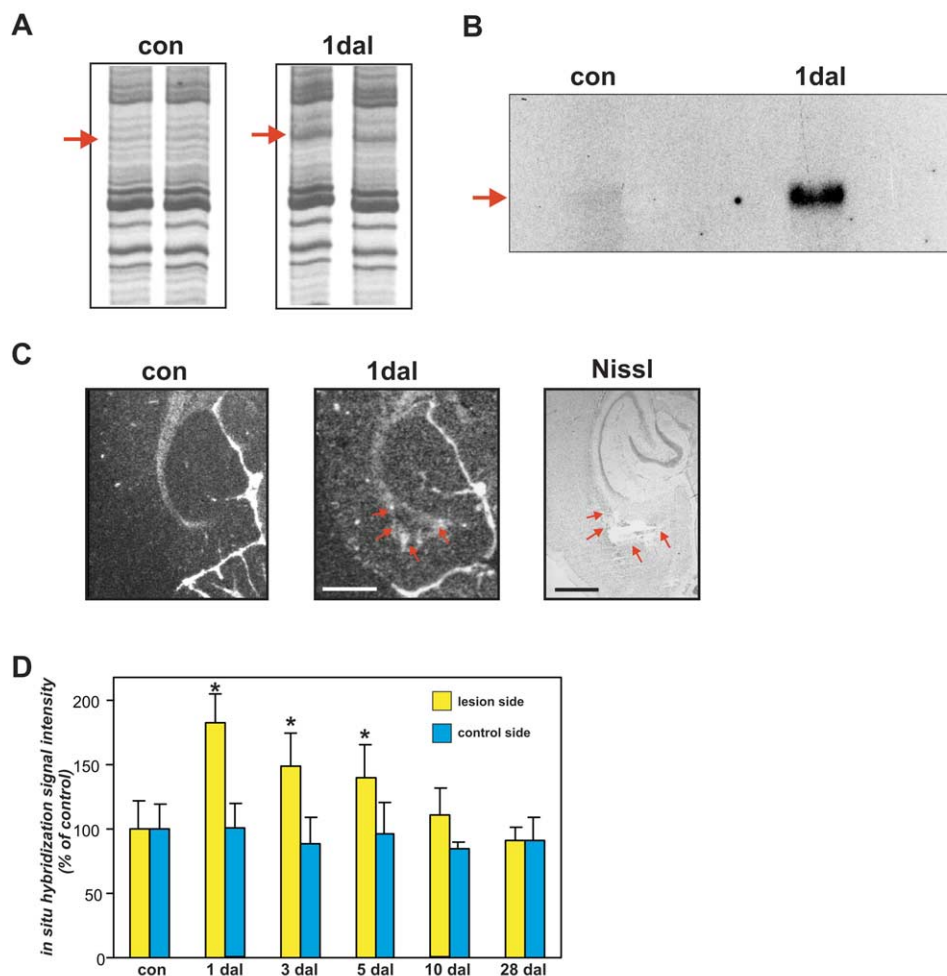 A
con
1dal
B
con
1dal
C
con
1dal
Nissl
D
in situ hybridization signal intensity
(% of control)
200
150
100
50
0
*
*
*
lesion side
control side
con
1 dal
3 dal
5 dal
10 dal
28 dal